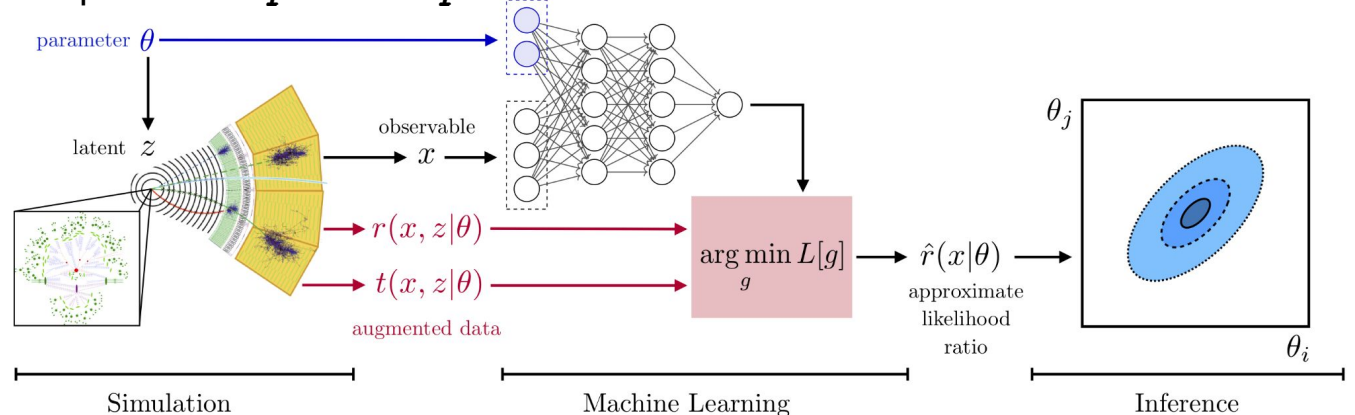 parameter θ
latent z
observable
x
r(x, z|θ)
t(x, z|θ)
augmented data
arg min L[g]
g
r̂(x|θ)
approximate
likelihood
ratio
θj
θi
Simulation
Machine Learning
Inference